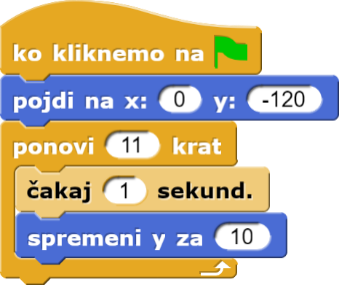 ko kliknemo na
pojdi na x: 0 y: -120
ponovi 11 krat
čakaj 1 sekund.
spremeni y za 10